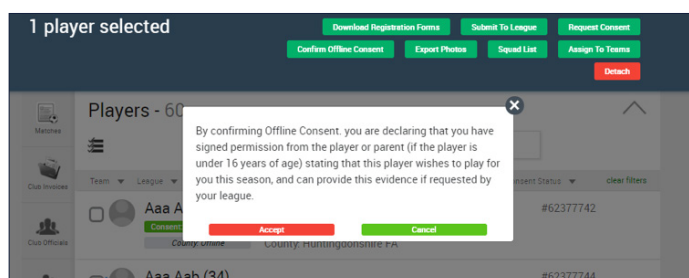 1 player selected
Download Registration Forms
Submit To League
Request Consent
Confirm Offline Consent
Export Photos
Squad List
Assign To Teams
Detach
Matches
Players - 60
By confirming Offline Consent. you are declaring that you have
signed permission from the player or parent (if the player is
under 16 years of age) stating that this player wishes to play for
you this season, and can provide this evidence if requested by
your league.
Accept
Cancel
Club Invoices
Team
League
Consent Status
clear filters
Aaa A
#62377742
Consent
County: Offline
County: Huntingdonshire FA
Club Officials
Aaa Aab (34)
#62377744